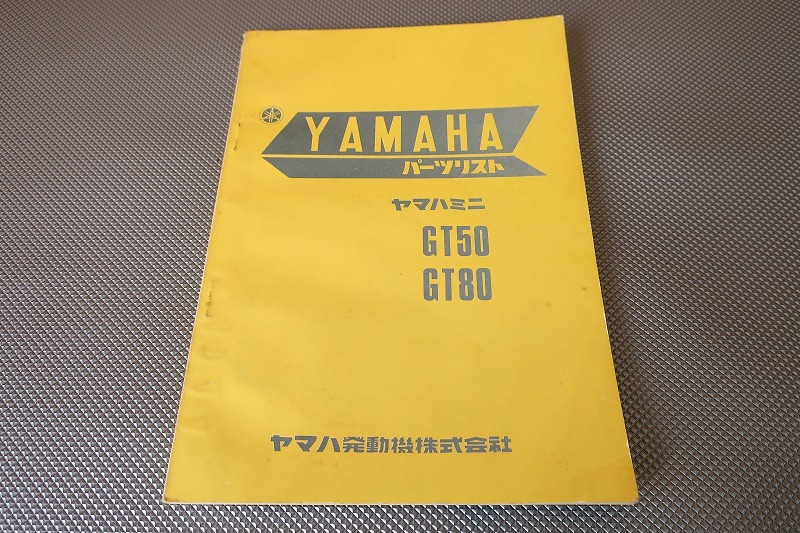 YAMAHA
パーツリスト
ヤマハミニ
GT50
GT80
ヤマハ発動機株式会社